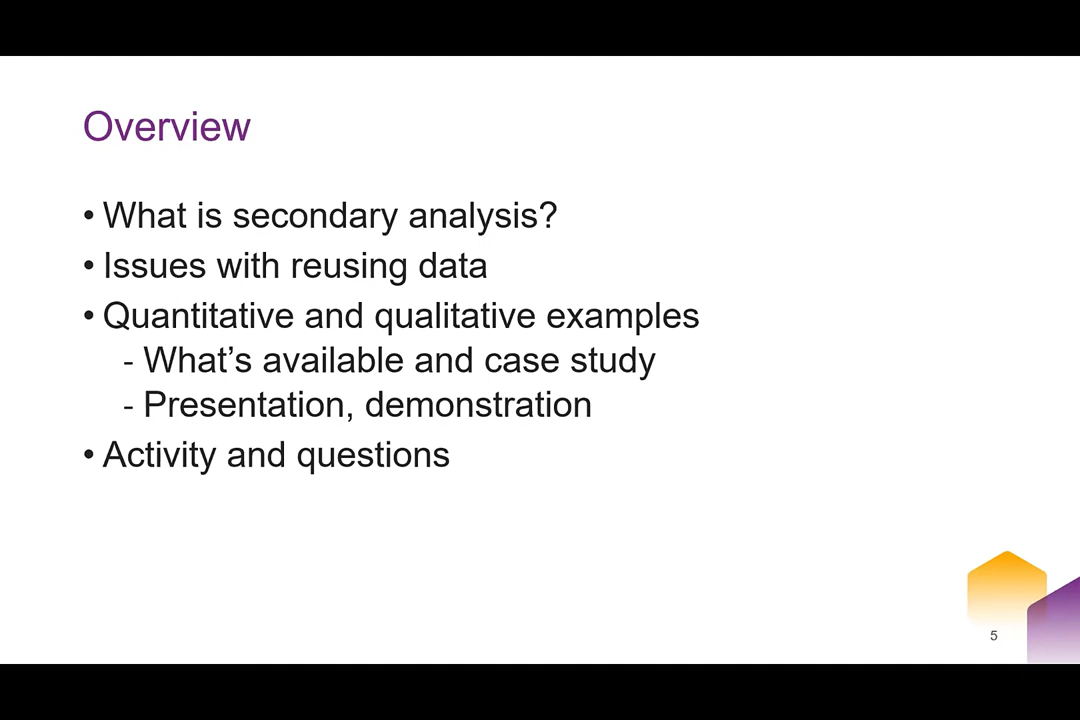 Overview
• What is secondary analysis?
• Issues with reusing data
• Quantitative and qualitative examples
- What’s available and case study
- Presentation, demonstration
• Activity and questions
5